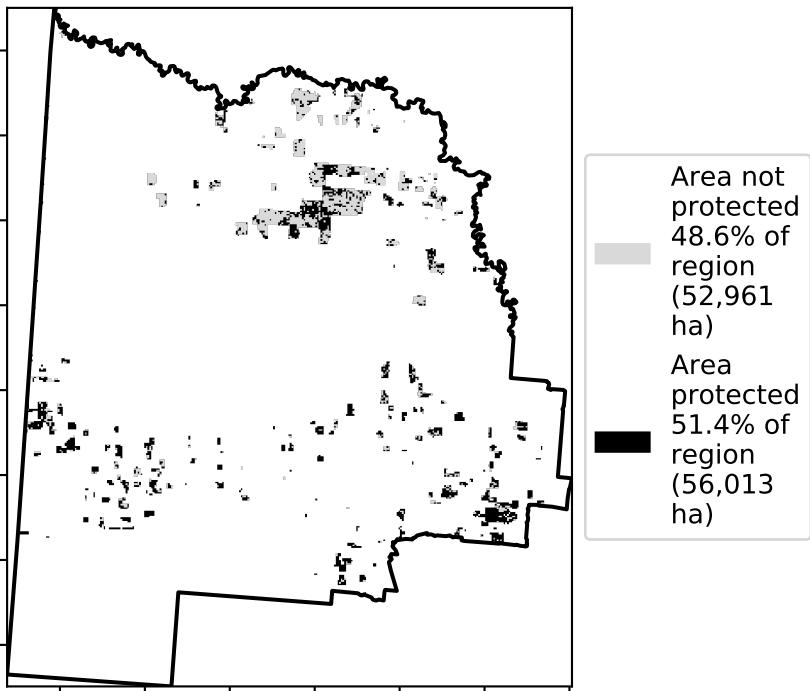 Area not
protected
48.6% of
region
(52,961
ha)
Area
protected
51.4% of
region
(56,013
ha)